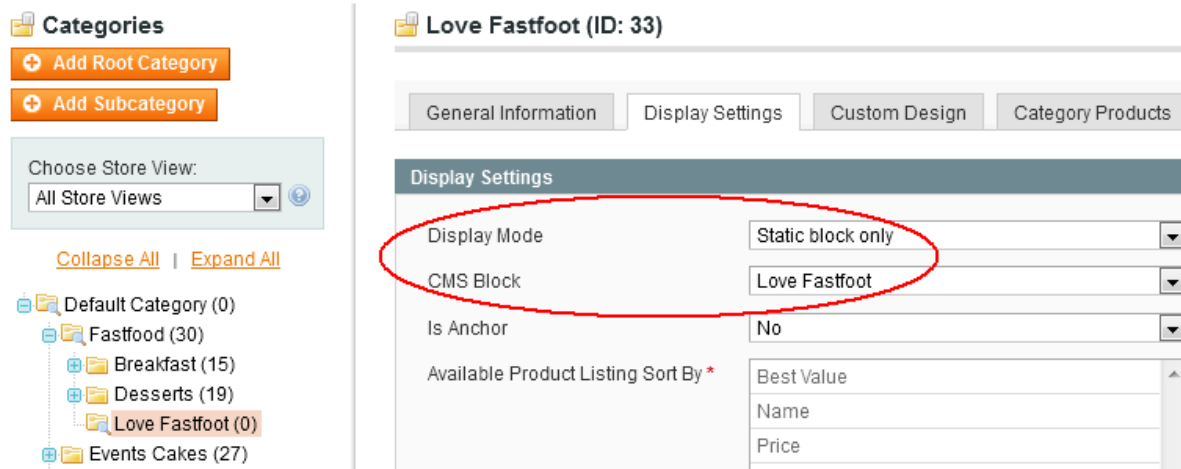 Categories
Add Root Category
Add Subcategory
Choose Store View:
All Store Views
Collapse All | Expand All
Default Category (0)
Fastfood (30)
Breakfast (15)
Desserts (19)
Love Fastfoot (0)
Events Cakes (27)
Love Fastfoot (ID: 33)
General Information Display Settings Custom Design Category Products
Display Settings
Display Mode Static block only
CMS Block Love Fastfoot
Is Anchor No
Available Product Listing Sort By * Best Value
Name
Price